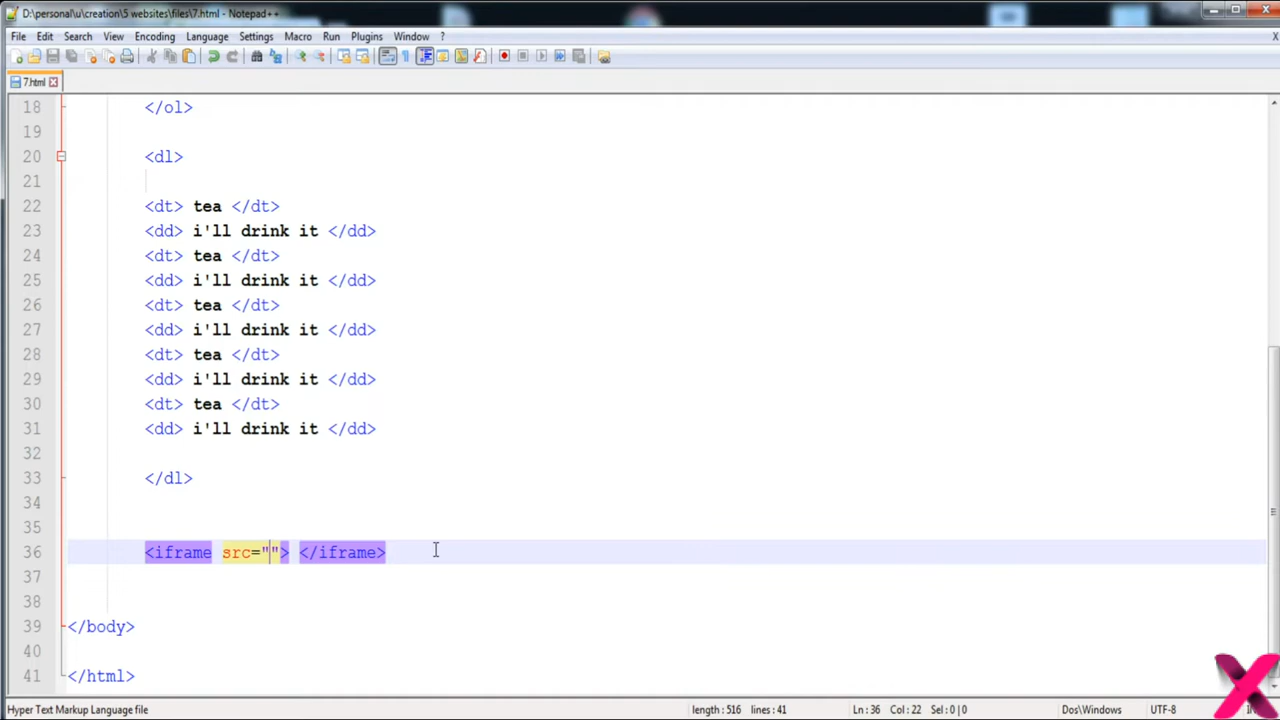 D:\personal\u\creation\5 websites\files\7.html - Notepad++
File Edit Search View Encoding Language Settings Macro Run Plugins Window ? X
7.html
18 </ol>
19
20 <dl>
21
22 <dt> tea </dt>
23 <dd> i'll drink it </dd>
24 <dt> tea </dt>
25 <dd> i'll drink it </dd>
26 <dt> tea </dt>
27 <dd> i'll drink it </dd>
28 <dt> tea </dt>
29 <dd> i'll drink it </dd>
30 <dt> tea </dt>
31 <dd> i'll drink it </dd>
32
33 </dl>
34
35
36 <iframe src=""> </iframe>
37
38
39 </body>
40
41 </html>
Hyper Text Markup Language file length : 516 lines : 41 Ln : 36 Col : 22 Sel : 0 | 0 Dos\Windows UTF-8